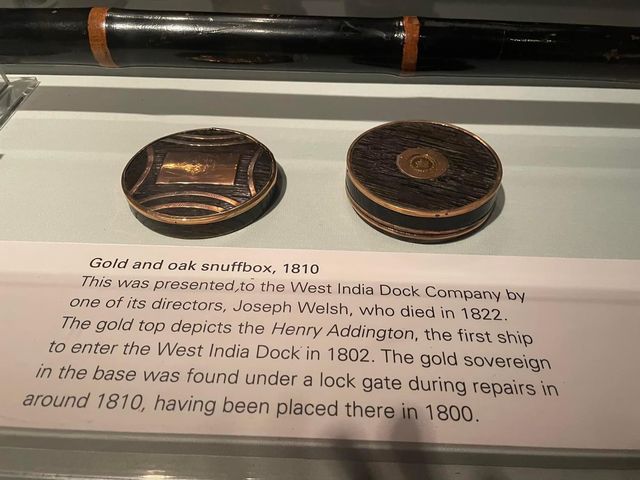 Gold and oak snuffbox, 1810
This was presented to the West India Dock Company by
one of its directors, Joseph Welsh, who died in 1822.
The gold top depicts the Henry Addington, the first ship
to enter the West India Dock in 1802. The gold sovereign
in the base was found under a lock gate during repairs in
around 1810, having been placed there in 1800.